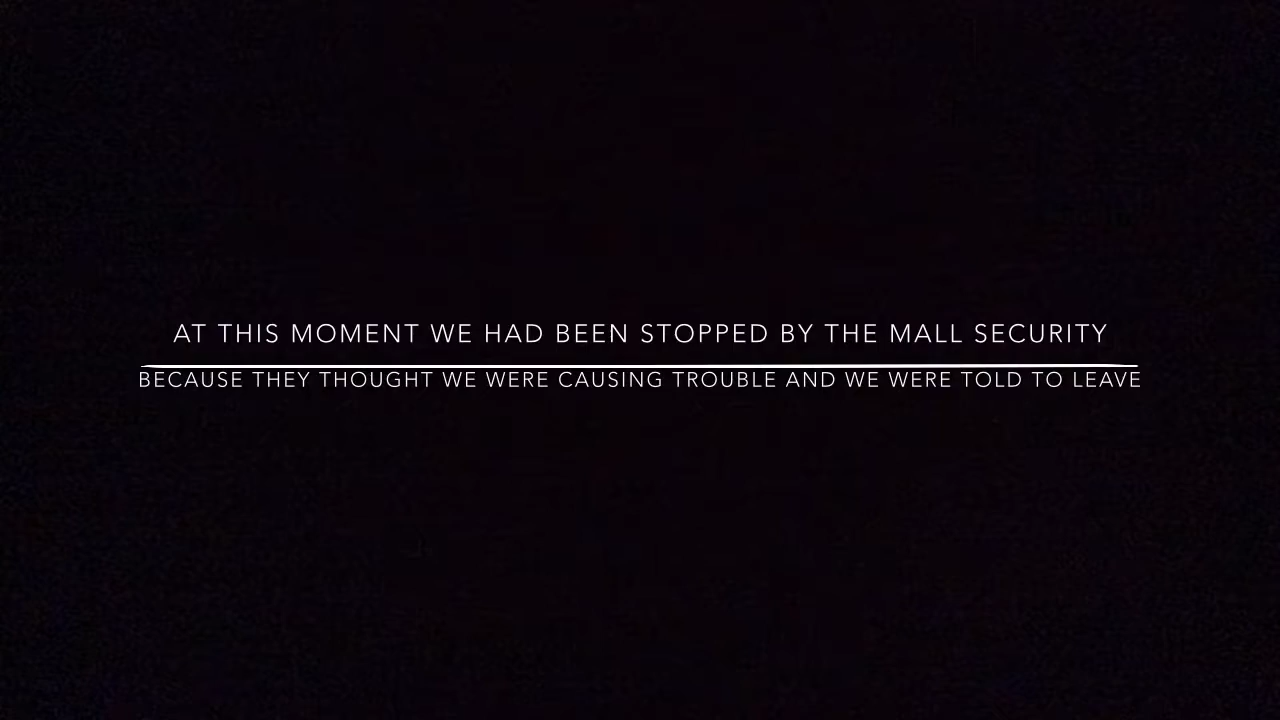 AT THIS MOMENT WE HAD BEEN STOPPED BY THE MALL SECURITY
BECAUSE THEY THOUGHT WE WERE CAUSING TROUBLE AND WE WERE TOLD TO LEAVE